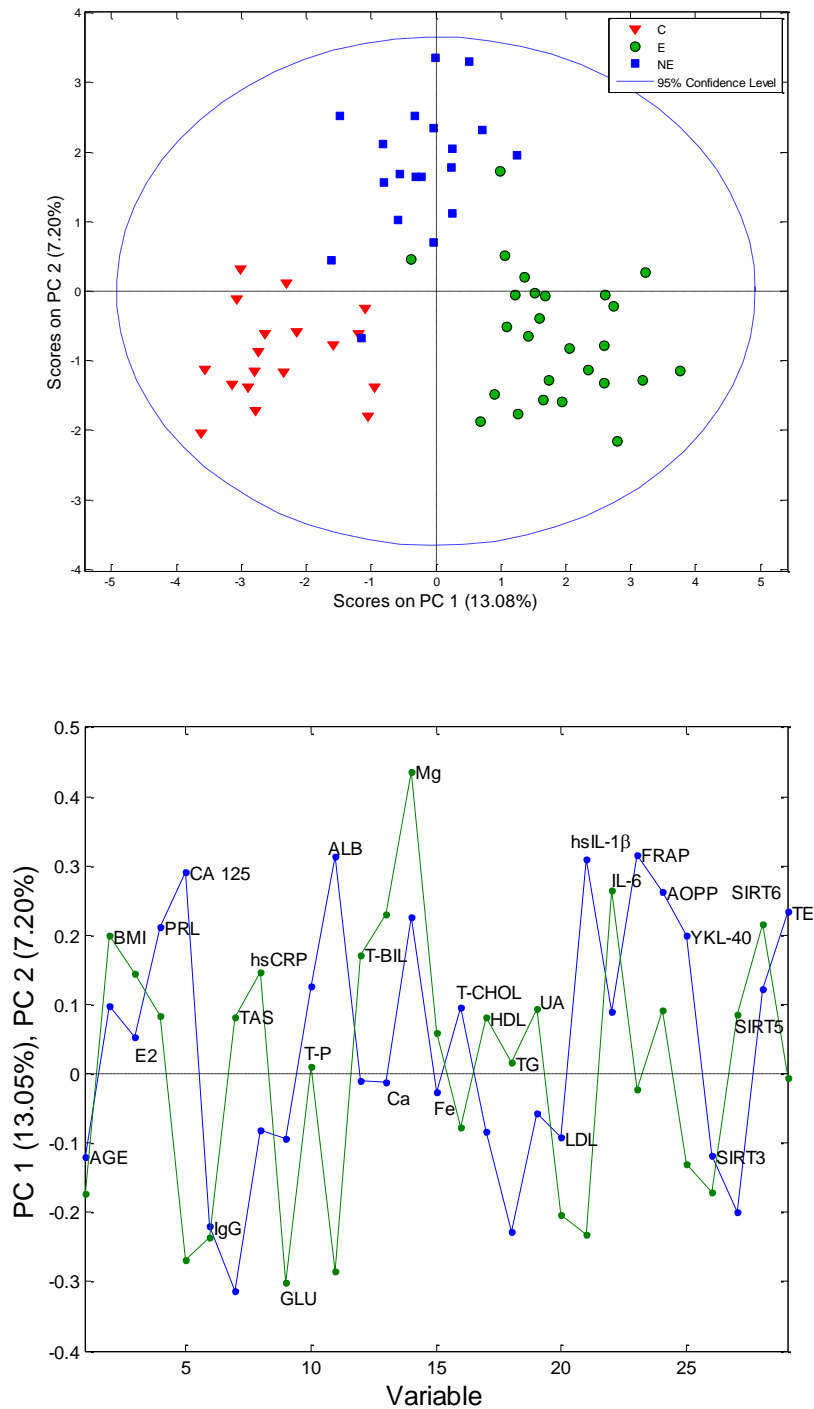 4
C
E
NE
95% Confidence Level
3
2
1
0
-1
-2
-3
-4
Scores on PC 2 (7.20%)
-5 -4 -3 -2 -1 0 1 2 3 4 5
Scores on PC 1 (13.08%)
0.5
0.4
0.3
0.2
0.1
0
-0.1
-0.2
-0.3
-0.4
PC 1 (13.05%), PC 2 (7.20%)
Mg
ALB
hsIL-1β
FRAP
CA 125
IL-6
AOPP
SIRT6
TE
BMI
PRL
hsCRP
T-BIL
YKL-40
T-CHOL
UA
TAS
HDL
SIRT5
E2
T-P
TG
Ca
Fe
LDL
AGE
SIRT3
IgG
GLU
5 10 15 20 25
Variable